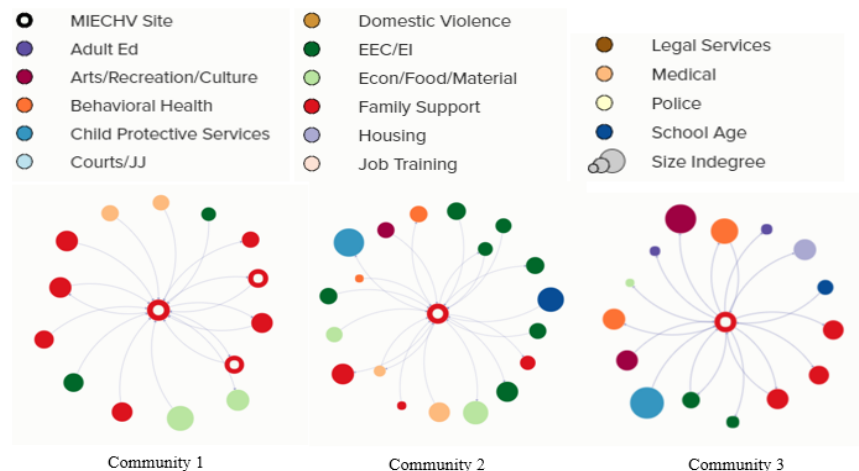 MIECHV Site
Adult Ed
Arts/Recreation/Culture
Behavioral Health
Child Protective Services
Courts/JJ
Domestic Violence
EEC/EI
Econ/Food/Material
Family Support
Housing
Job Training
Legal Services
Medical
Police
School Age
Size Indegree
Community 1
Community 2
Community 3